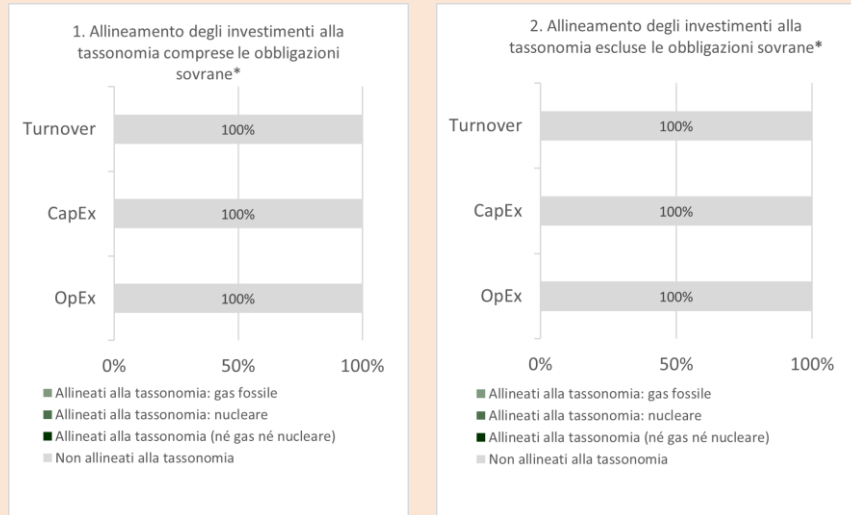 1. Allineamento degli investimenti alla
tassonomia comprese le obbligazioni
sovrane*
Turnover
100%
CapEx
100%
OpEx
100%
0%
50%
100%
Allineati alla tassonomia: gas fossile
Allineati alla tassonomia: nucleare
Allineati alla tassonomia (né gas né nucleare)
Non allineati alla tassonomia
2. Allineamento degli investimenti alla
tassonomia escluse le obbligazioni sovrane*
Turnover
100%
CapEx
100%
OpEx
100%
0%
50%
100%
Allineati alla tassonomia: gas fossile
Allineati alla tassonomia: nucleare
Allineati alla tassonomia (né gas né nucleare)
Non allineati alla tassonomia